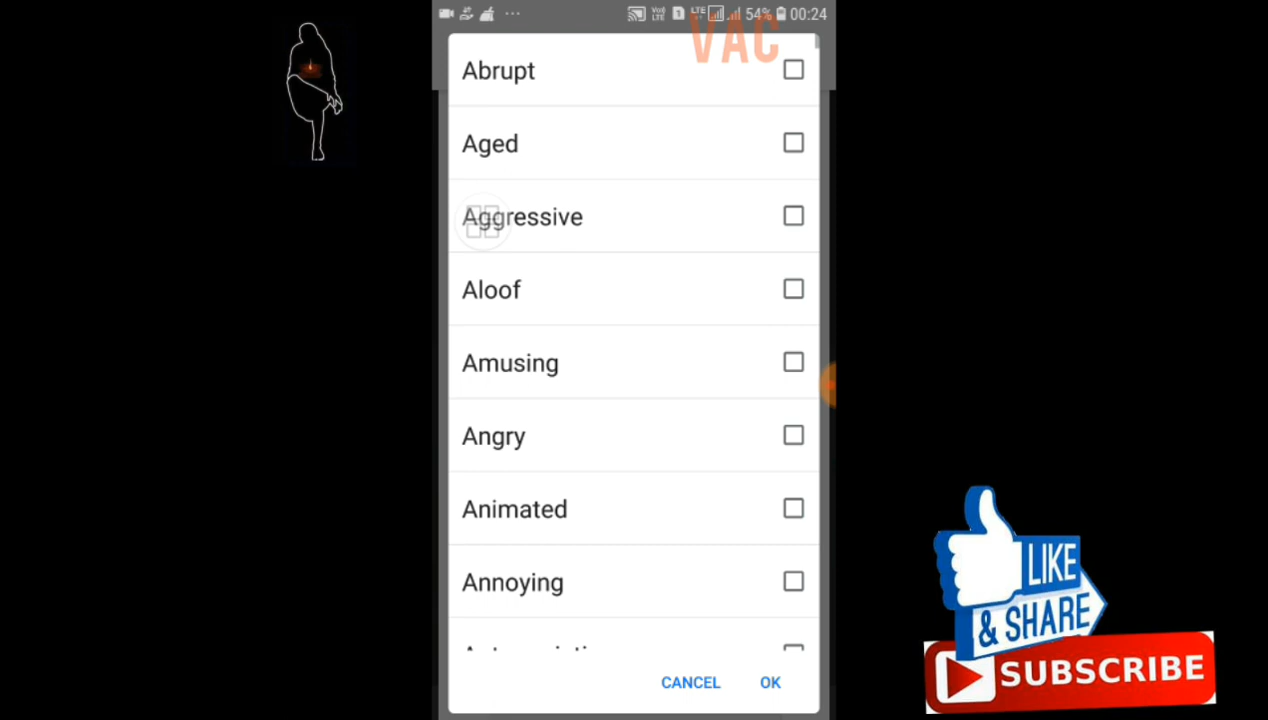 54% 00:24
VAC
Abrupt
Aged
Aggressive
Aloof
Amusing
Angry
Animated
Annoying
CANCEL OK
LIKE
& SHARE
SUBSCRIBE